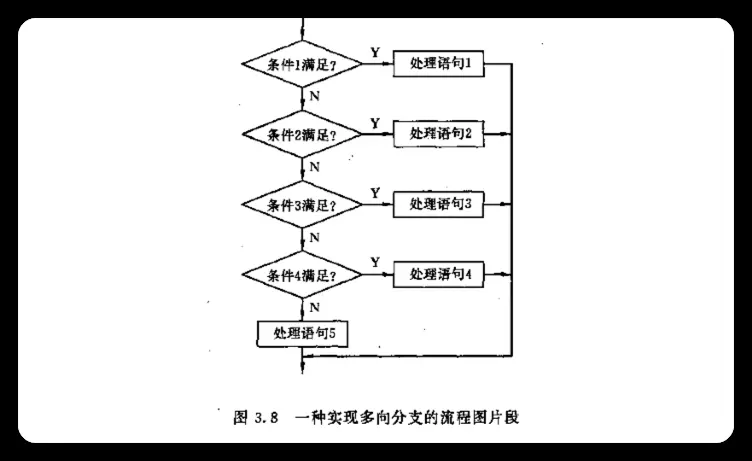 条件1满足?
Y
处理语句1
N
条件2满足?
Y
处理语句2
N
条件3满足?
Y
处理语句3
N
条件4满足?
Y
处理语句4
N
处理语句5
图 3.8 一种实现多向分支的流程图片段